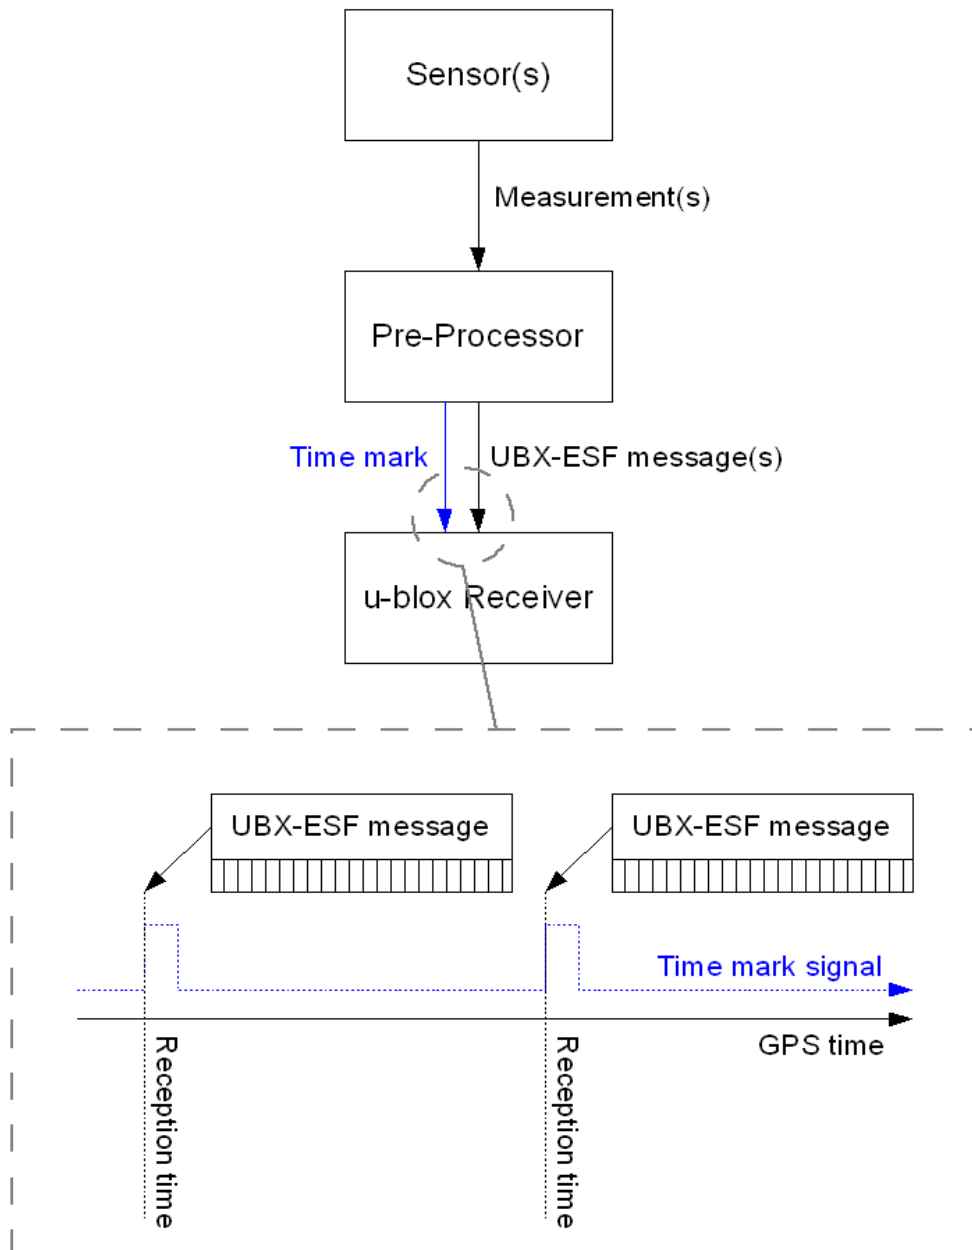 Sensor(s)
Measurement(s)
Pre-Processor
Time mark
UBX-ESF message(s)
u-blox Receiver
UBX-ESF message
UBX-ESF message
Time mark signal
GPS time
Reception time
Reception time